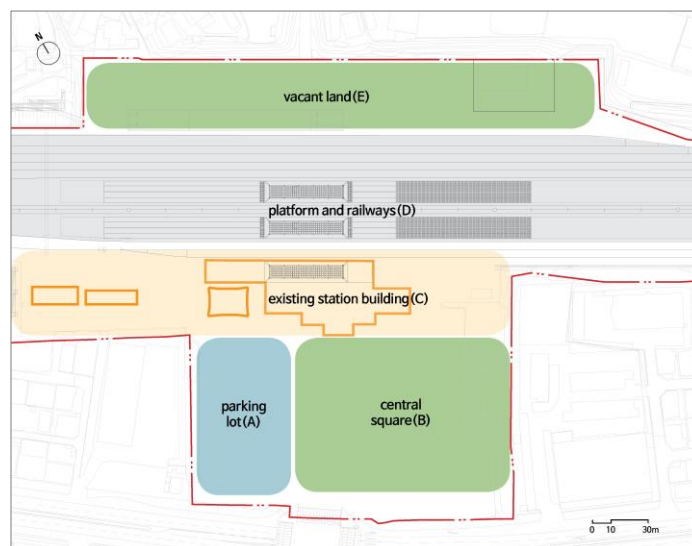 N
vacant land(E)
platform and railways(D)
existing station building(C)
parking
lot(A)
central
square(B)
0 10 30m